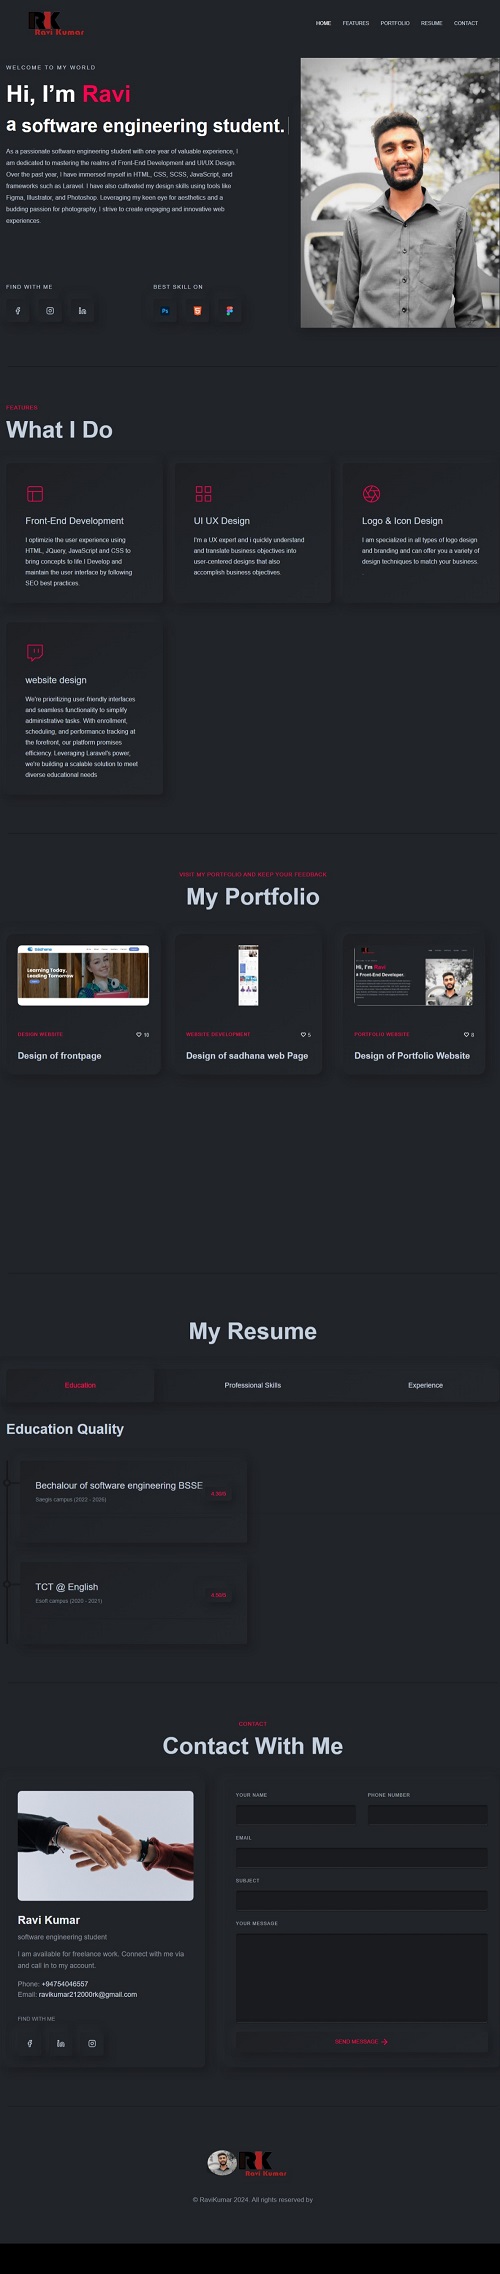 RK
Ravi Kumar
HOME FEATURES PORTFOLIO RESUME CONTACT
WELCOME TO MY WORLD
Hi, I'm Ravi
a software engineering student.
As a passionate software engineering student with one year of valuable experience, I
am dedicated to mastering the realms of Front-End Development and UI/UX Design.
Over the past year, I have immersed myself in HTML, CSS, SCSS, JavaScript, and
frameworks such as Laravel. I have also cultivated my design skills using tools like
Figma, Illustrator, and Photoshop. Leveraging my keen eye for aesthetics and a
budding passion for photography, I strive to create engaging and innovative web
experiences.
FIND WITH ME
BEST SKILL ON
Ps
FEATURES
What I Do
Front-End Development
I optimizie the user experience using
HTML, JQuery, JavaScript and CSS to
bring concepts to life.I Develop and
maintain the user interface by following
SEO best practices.
UI UX Design
I'm a UX expert and i quickly understand
and translate business objectives into
user-centered designs that also
accomplish business objectives.
Logo & Icon Design
I am specialized in all types of logo design
and branding and can offer you a variety of
design techniques to match your business.
website design
We're prioritizing user-friendly interfaces
and seamless functionality to simplify
administrative tasks. With enrollment,
scheduling, and performance tracking at
the forefront, our platform promises
efficiency. Leveraging Laravel's power,
we're building a scalable solution to meet
diverse educational needs
VISIT MY PORTFOLIO AND KEEP YOUR FEEDBACK
My Portfolio
Learning Today,
Leading Tomorrow
DESIGN WEBSITE
10
Design of frontpage
WEBSITE DEVELOPMENT
5
Design of sadhana web Page
Hi, I'm Ravi
a Front-End Developer.
PORTFOLIO WEBSITE
8
Design of Portfolio Website
My Resume
Education Professional Skills Experience
Education Quality
Bechalour of software engineering BSSE
Saegis campus (2022 - 2026)
TCT @ English
Esoft campus (2020 - 2021)
CONTACT
Contact With Me
Ravi Kumar
software engineering student
I am available for freelance work. Connect with me via
and call in to my account.
Phone: +94754046557
Email: ravikumar212000rk@gmail.com
FIND WITH ME
YOUR NAME
PHONE NUMBER
EMAIL
SUBJECT
YOUR MESSAGE
SEND MESSAGE
RK
Ravi Kumar
© RaviKumar 2024. All rights reserved by